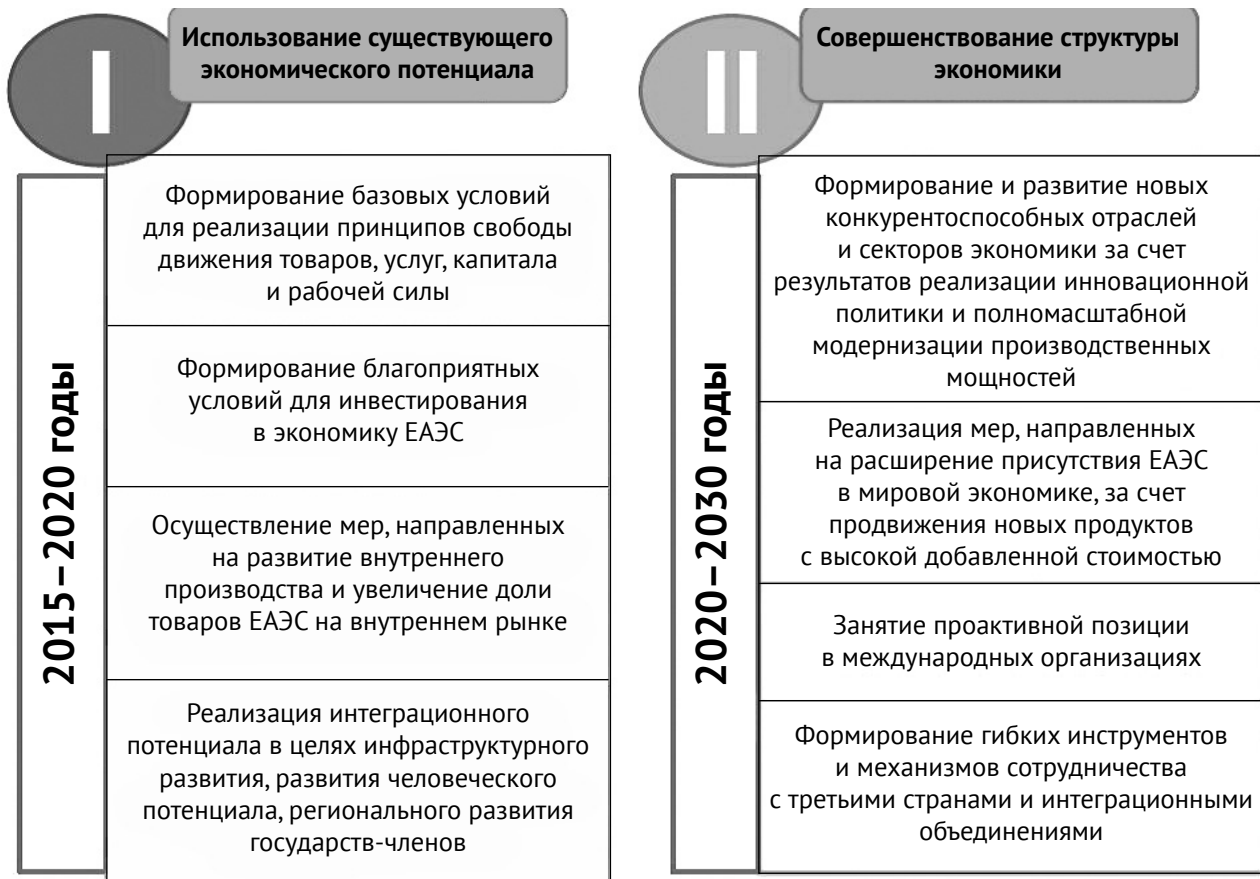 I
Использование существующего
экономического потенциала
2015–2020 годы
Формирование базовых условий
для реализации принципов свободы
движения товаров, услуг, капитала
и рабочей силы
Формирование благоприятных
условий для инвестирования
в экономику ЕАЭС
Осуществление мер, направленных
на развитие внутреннего
производства и увеличение доли
товаров ЕАЭС на внутреннем рынке
Реализация интеграционного
потенциала в целях инфраструктурного
развития, развития человеческого
потенциала, регионального развития
государств-членов
II
Совершенствование структуры
экономики
2020–2030 годы
Формирование и развитие новых
конкурентоспособных отраслей
и секторов экономики за счет
результатов реализации инновационной
политики и полномасштабной
модернизации производственных
мощностей
Реализация мер, направленных
на расширение присутствия ЕАЭС
в мировой экономике, за счет
продвижения новых продуктов
с высокой добавленной стоимостью
Занятие проактивной позиции
в международных организациях
Формирование гибких инструментов
и механизмов сотрудничества
с третьими странами и интеграционными
объединениями